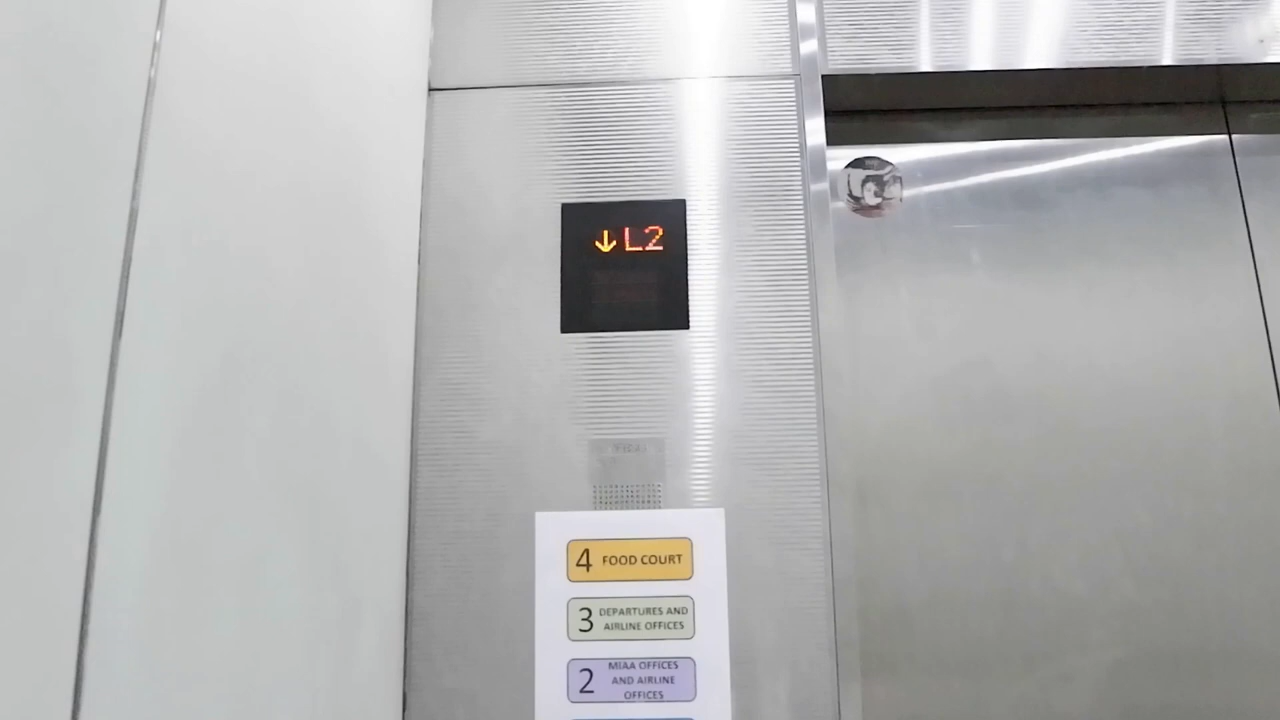 ↓L2
4 FOOD COURT
3 DEPARTURES AND
AIRLINE OFFICES
2 MIAA OFFICES
AND AIRLINE
OFFICES